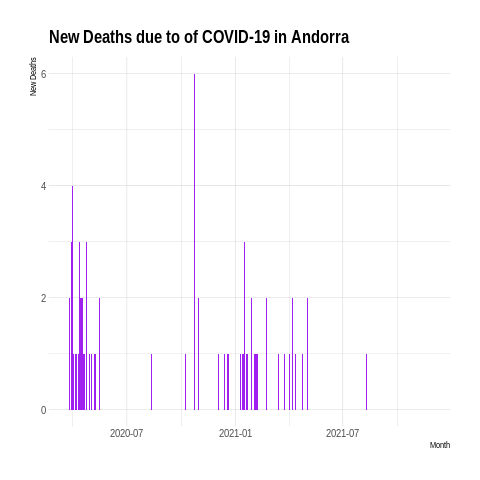 New Deaths due to of COVID-19 in Andorra
New Deaths
6
4
2
0
2020-07
2021-01
2021-07
Month